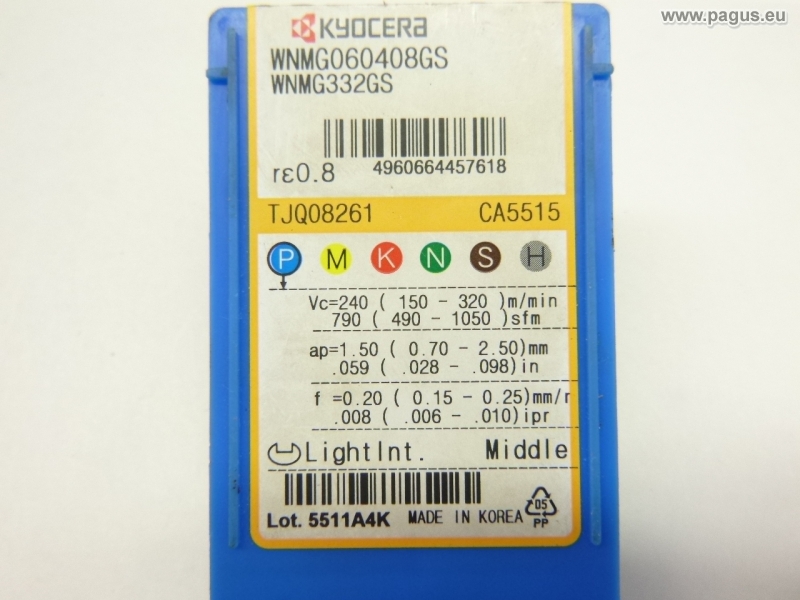 www.pagus.eu
KYOCERA
WNMG060408GS
WNMG332GS
rε0.8 4960664457618
TJQ08261 CA5515
P M K N S H
Vc=240 ( 150 - 320 )m/min
790 ( 490 - 1050 )sfm
ap=1.50 ( 0.70 - 2.50)mm
.059 ( .028 - .098)in
f =0.20 ( 0.15 - 0.25)mm/r
.008 ( .006 - .010)ipr
LightInt. Middle
Lot. 5511A4K MADE IN KOREA 05
PP